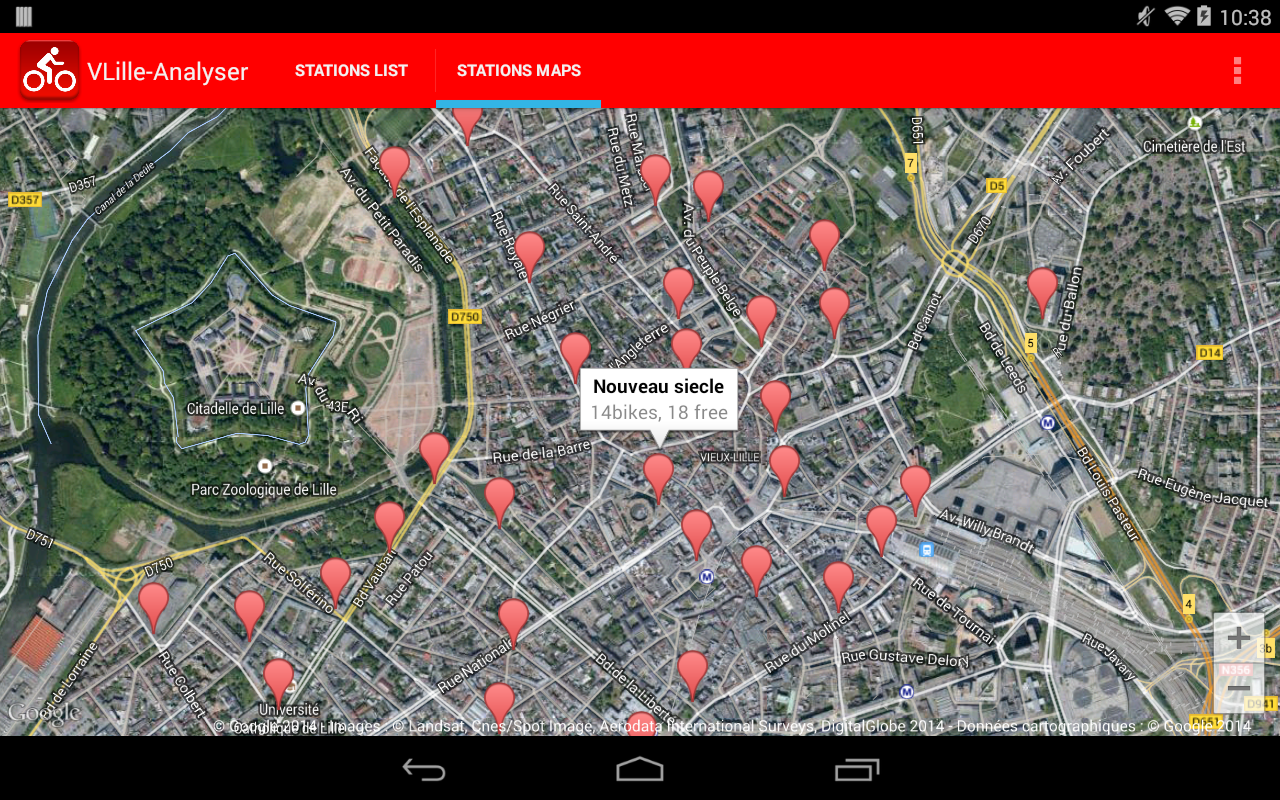 10:38
VLille-Analyser
STATIONS LIST
STATIONS MAPS
D651
Rue du Metz
Av. Foubert
Cimetière de l'Est
7
D357
Canal de la Deûle
D357
Façade de l'Esplanade
Av. du Petit Paradis
Rue Saint-André
Rue Royale
Av. du Peuple Belge
D5
D670
D750
Rue Négrier
l'Angleterre
Bd Carnot
Bd de Leeds
Rue du Ballon
5
D14
Nouveau siecle
14bikes, 18 free
Citadelle de Lille
Av. du 43E RI
M
Rue de la Barre
VIEUX-LILLE
Parc Zoologique de Lille
Bd Louis Pasteur
Rue Eugène Jacquet
D751
D750
Av. Willy Brandt
Rue Solférino
Bd Vauban
Rue Patou
M
Rue de Tournai
4
Rue Colbert
Rue Nationale
Rue du Molinel
Rue Gustave Delory
Rue Javary
+
3b
N356
-
Bd de la Liberté
M
D941
D651
Université
Catholique de Lille
Google
© Google 2014 - Images : © Landsat, Cnes/Spot Image, Aerodata International Surveys, DigitalGlobe 2014 - Données cartographiques : © Google 2014